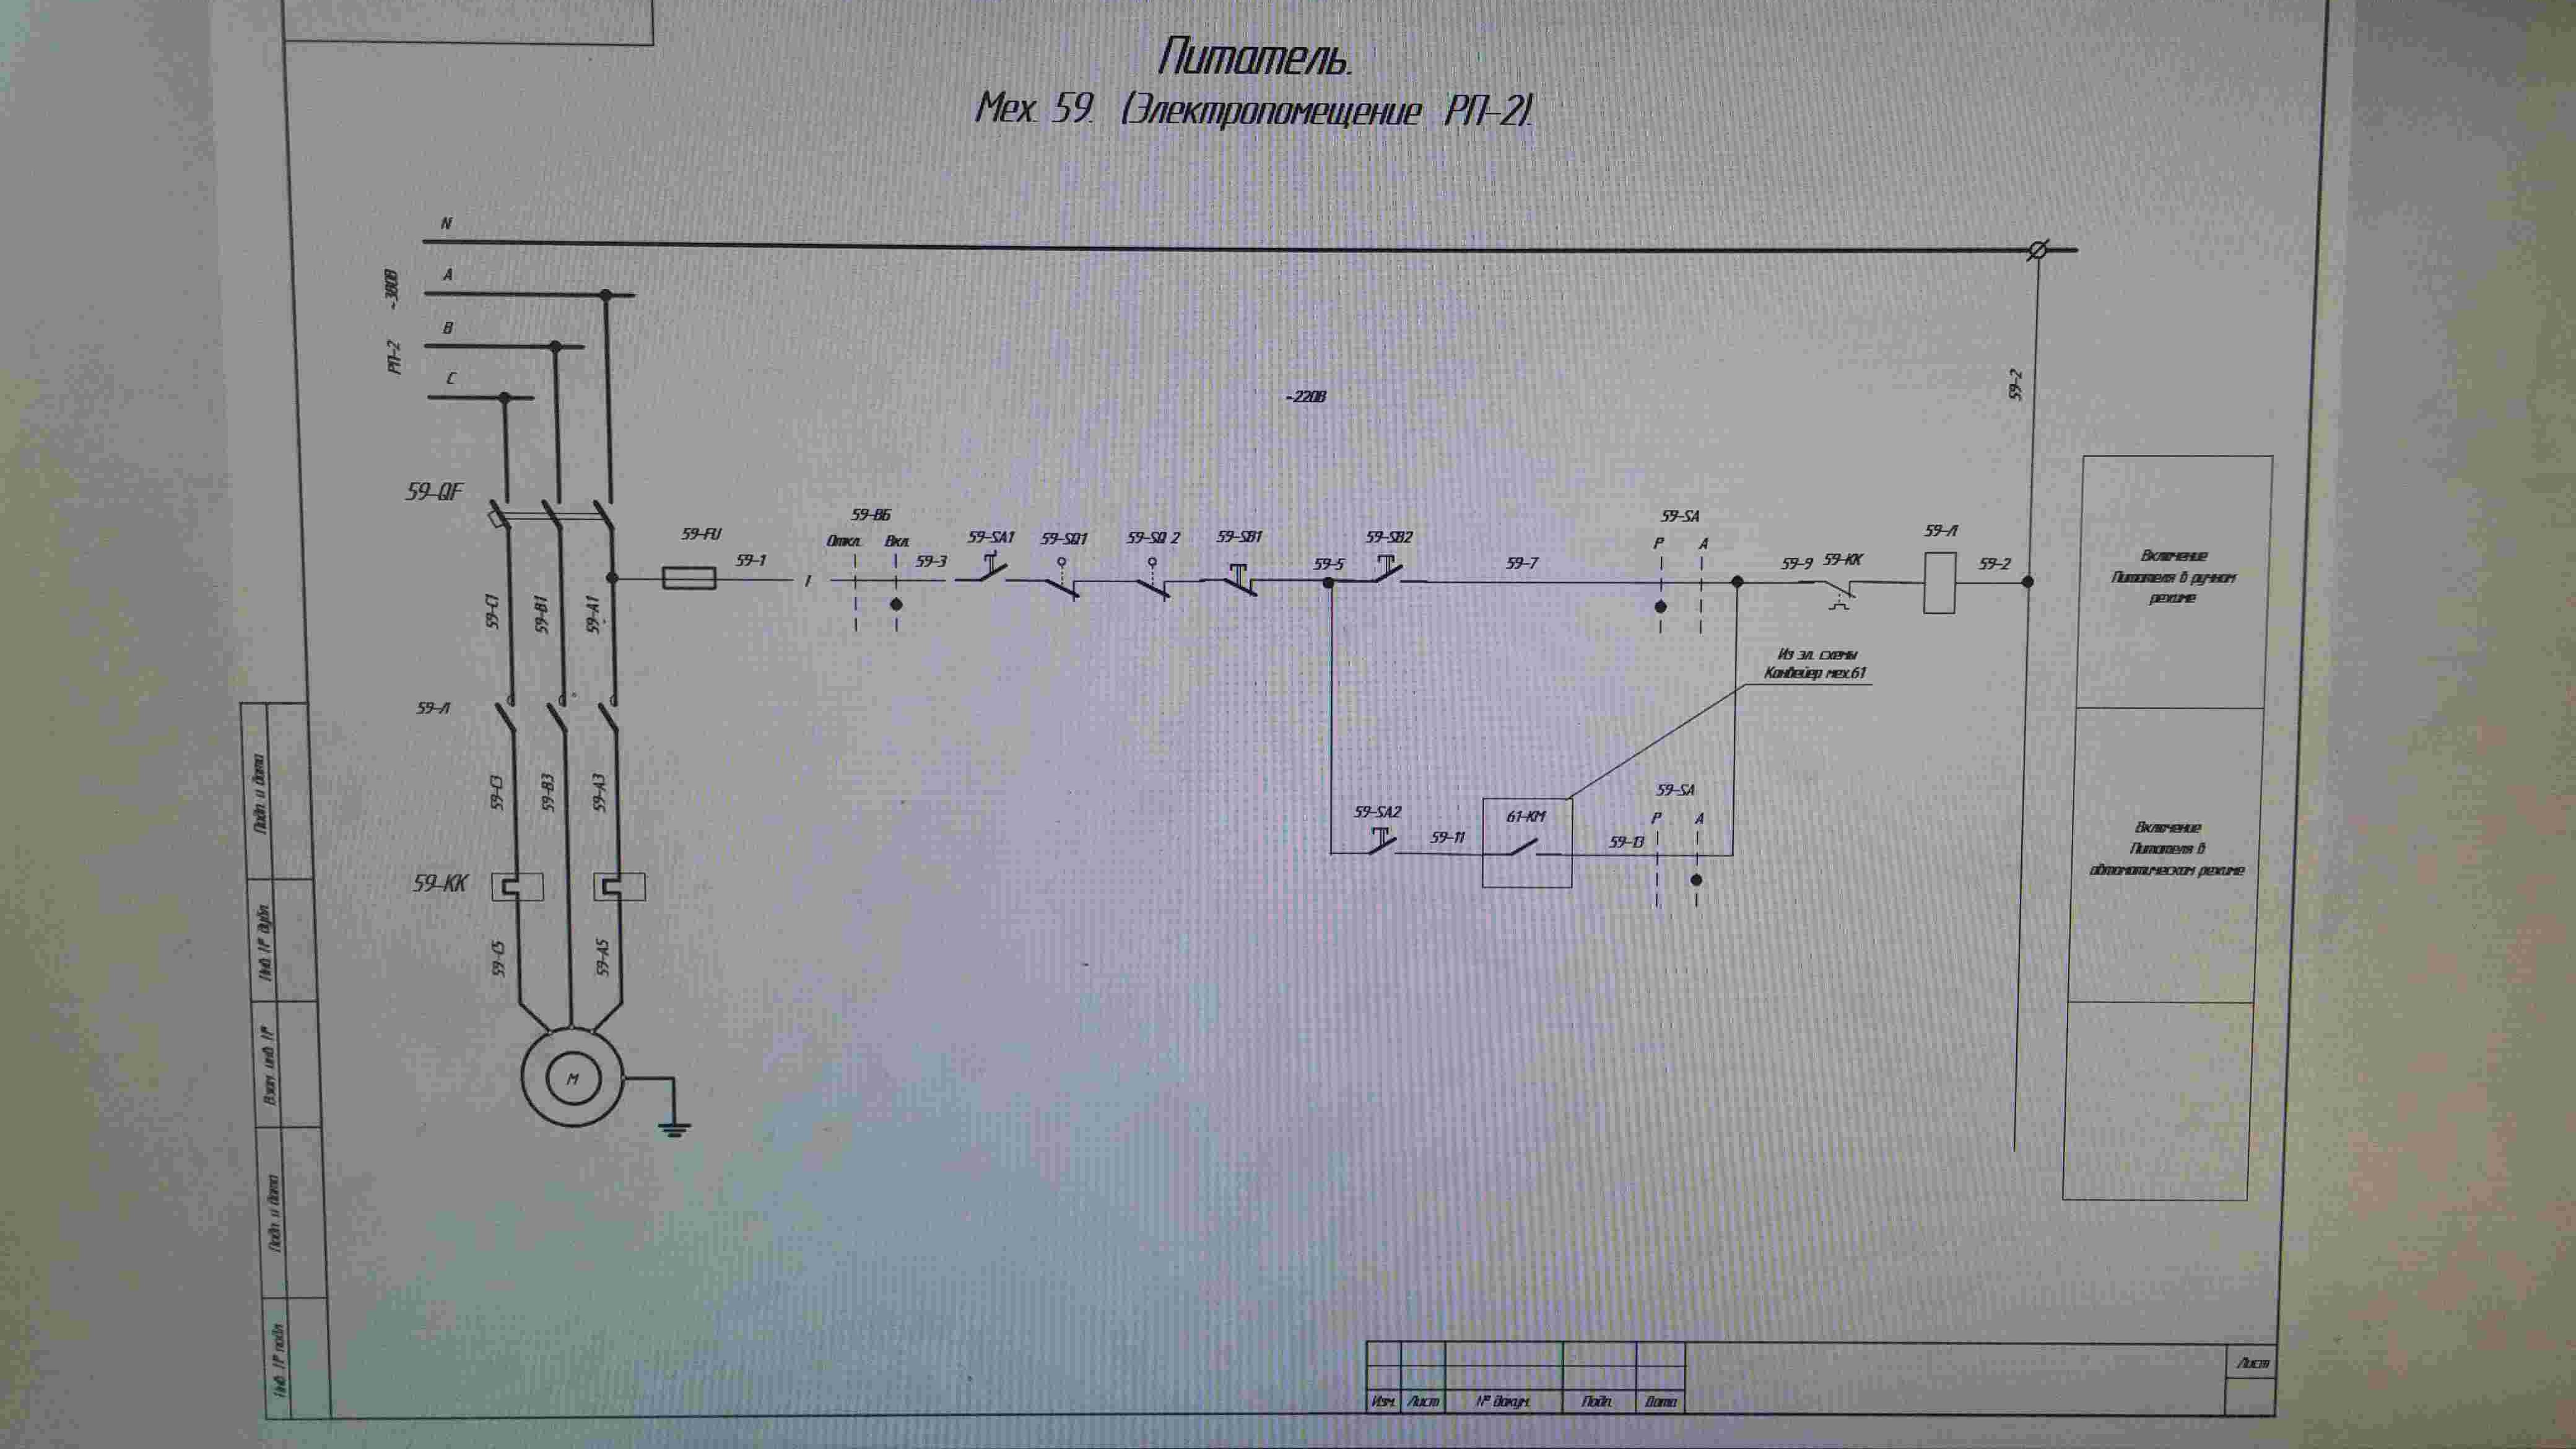 Питатель.
Мех. 59. (Электропомещение РП-2).
N
A
B
C
~380В
РП-2
~220В
59-2
59-QF
59-FU
59-1
59-ВБ
Откл. Вкл.
59-3
59-SA1
59-SQ1
59-SQ 2
59-SB1
59-5
59-SB2
59-7
59-SA
Р А
59-9
59-КК
59-Л
59-2
Включение
Питателя в ручном
режиме
59-C1
59-B1
59-A1
Из эл. схемы
Конвейер мех.61
59-Л
59-C3
59-B3
59-A3
59-SA2
59-11
61-КМ
59-13
59-SA
Р А
Включение
Питателя в
автоматическом режиме
59-КК
59-C5
59-A5
М
Подп. и дата
Инв. № дубл.
Взам. инв. №
Подп. и дата
Инв. № подл.
Изм. Лист № докум. Подп. Дата
Лист